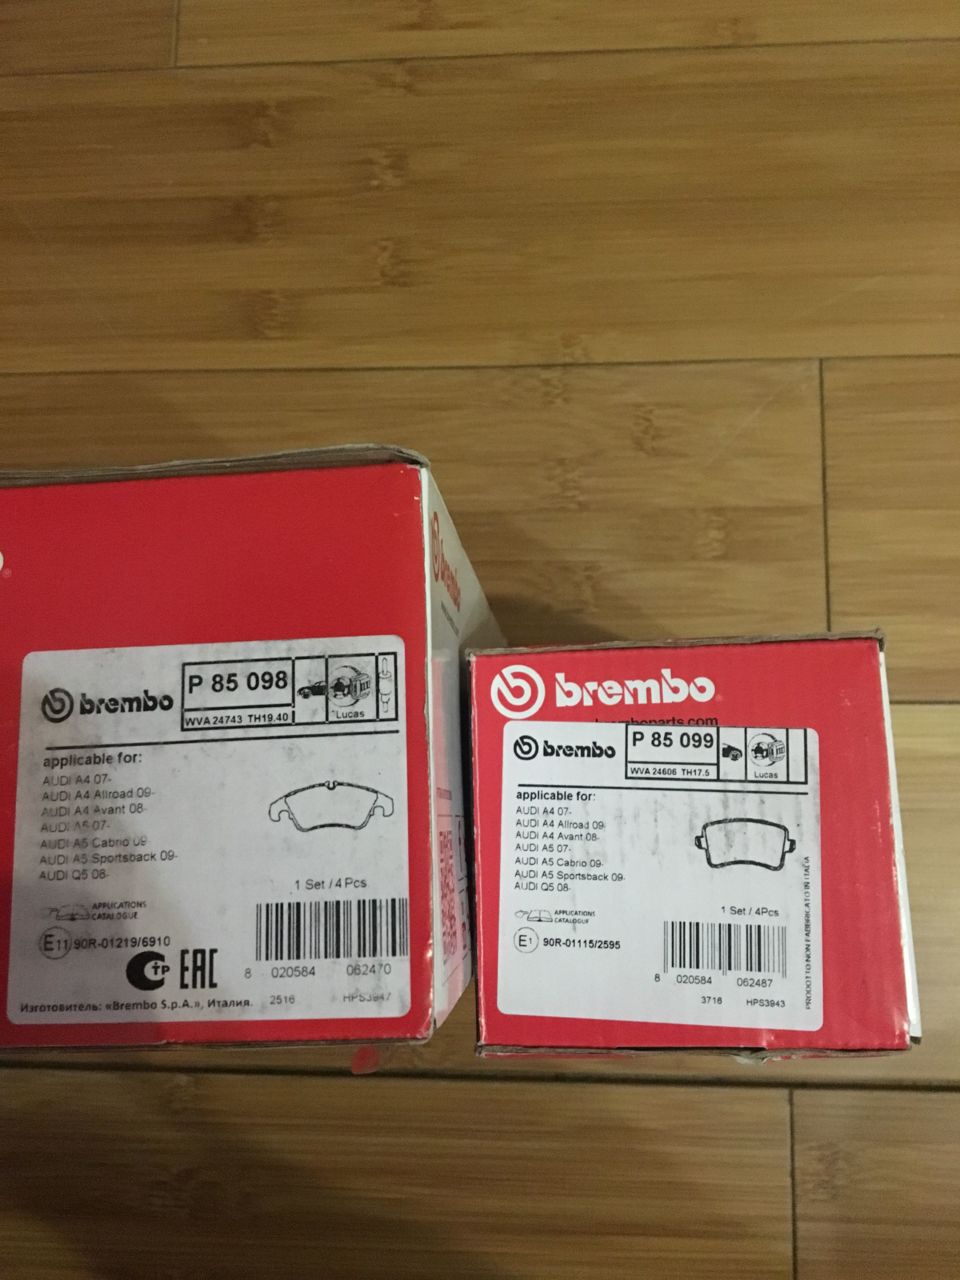 brembo
P 85 098
WVA 24743 TH19.40
Lucas
applicable for:
AUDI A4 07-
AUDI A4 Allroad 09-
AUDI A4 Avant 08-
AUDI A5 07-
AUDI A5 Cabrio 09
AUDI A5 Sportsback 09-
AUDI Q5 08-
1 Set / 4 Pcs
APPLICATIONS
CATALOGUE
E11 90R-01219/6910
CTP EAC
8 020584 062470
Изготовитель: «Brembo S.p.A.», Италия.
2516 HPS3947
brembo
brembo
brembo
P 85 099
WVA 24606 TH17.5
Lucas
applicable for:
AUDI A4 07-
AUDI A4 Allroad 09-
AUDI A4 Avant 08-
AUDI A5 07-
AUDI A5 Cabrio 09-
AUDI A5 Sportsback 09-
AUDI Q5 08-
1 Set / 4Pcs
APPLICATIONS
CATALOGUE
E1 90R-01115/2595
8 020584 062487
3716 HPS3943
PRODOTTO NON FABBRICATO IN ITALIA